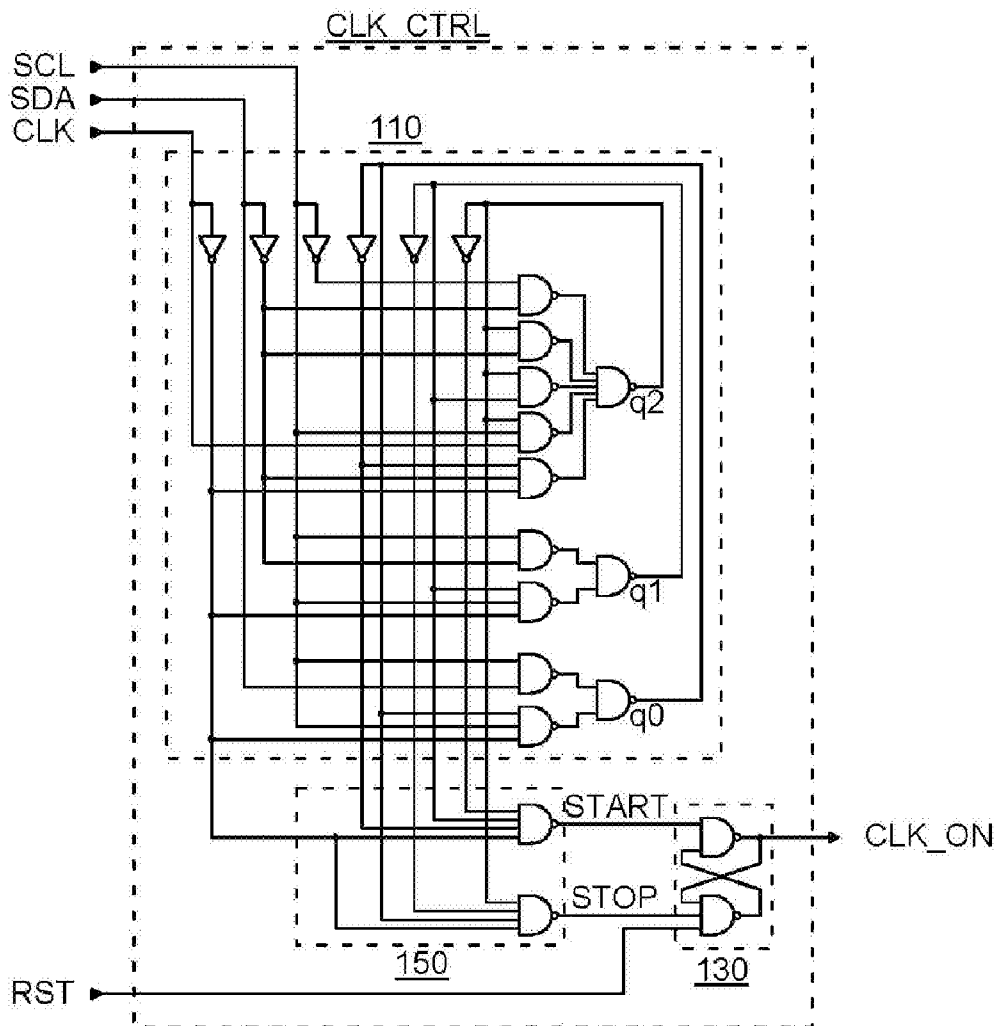 CLK_CTRL
SCL
SDA
CLK
110
q2
q1
q0
START
CLK_ON
STOP
150
130
RST